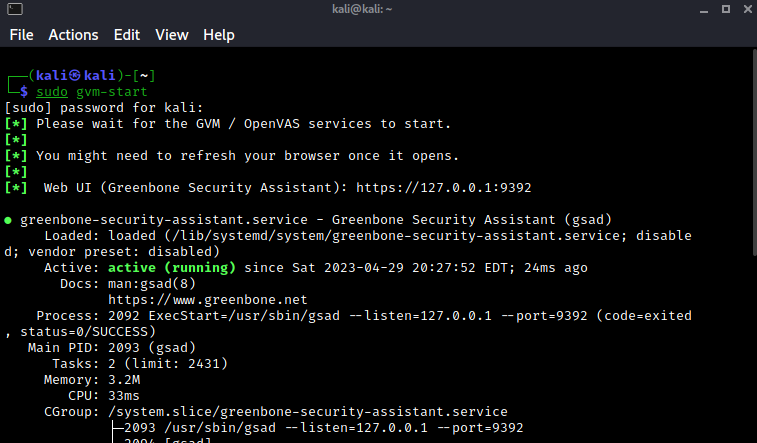 kali@kali: ~
File Actions Edit View Help
┌──(kali㉿kali)-[~]
└─$ sudo gvm-start
[sudo] password for kali:
[*] Please wait for the GVM / OpenVAS services to start.
[*]
[*] You might need to refresh your browser once it opens.
[*]
[*]  Web UI (Greenbone Security Assistant): https://127.0.0.1:9392
● greenbone-security-assistant.service - Greenbone Security Assistant (gsad)
Loaded: loaded (/lib/systemd/system/greenbone-security-assistant.service; disable
d; vendor preset: disabled)
Active: active (running) since Sat 2023-04-29 20:27:52 EDT; 24ms ago
Docs: man:gsad(8)
https://www.greenbone.net
Process: 2092 ExecStart=/usr/sbin/gsad --listen=127.0.0.1 --port=9392 (code=exited
, status=0/SUCCESS)
Main PID: 2093 (gsad)
Tasks: 2 (limit: 2431)
Memory: 3.2M
CPU: 33ms
CGroup: /system.slice/greenbone-security-assistant.service
├─2093 /usr/sbin/gsad --listen=127.0.0.1 --port=9392
2094 [gsad]